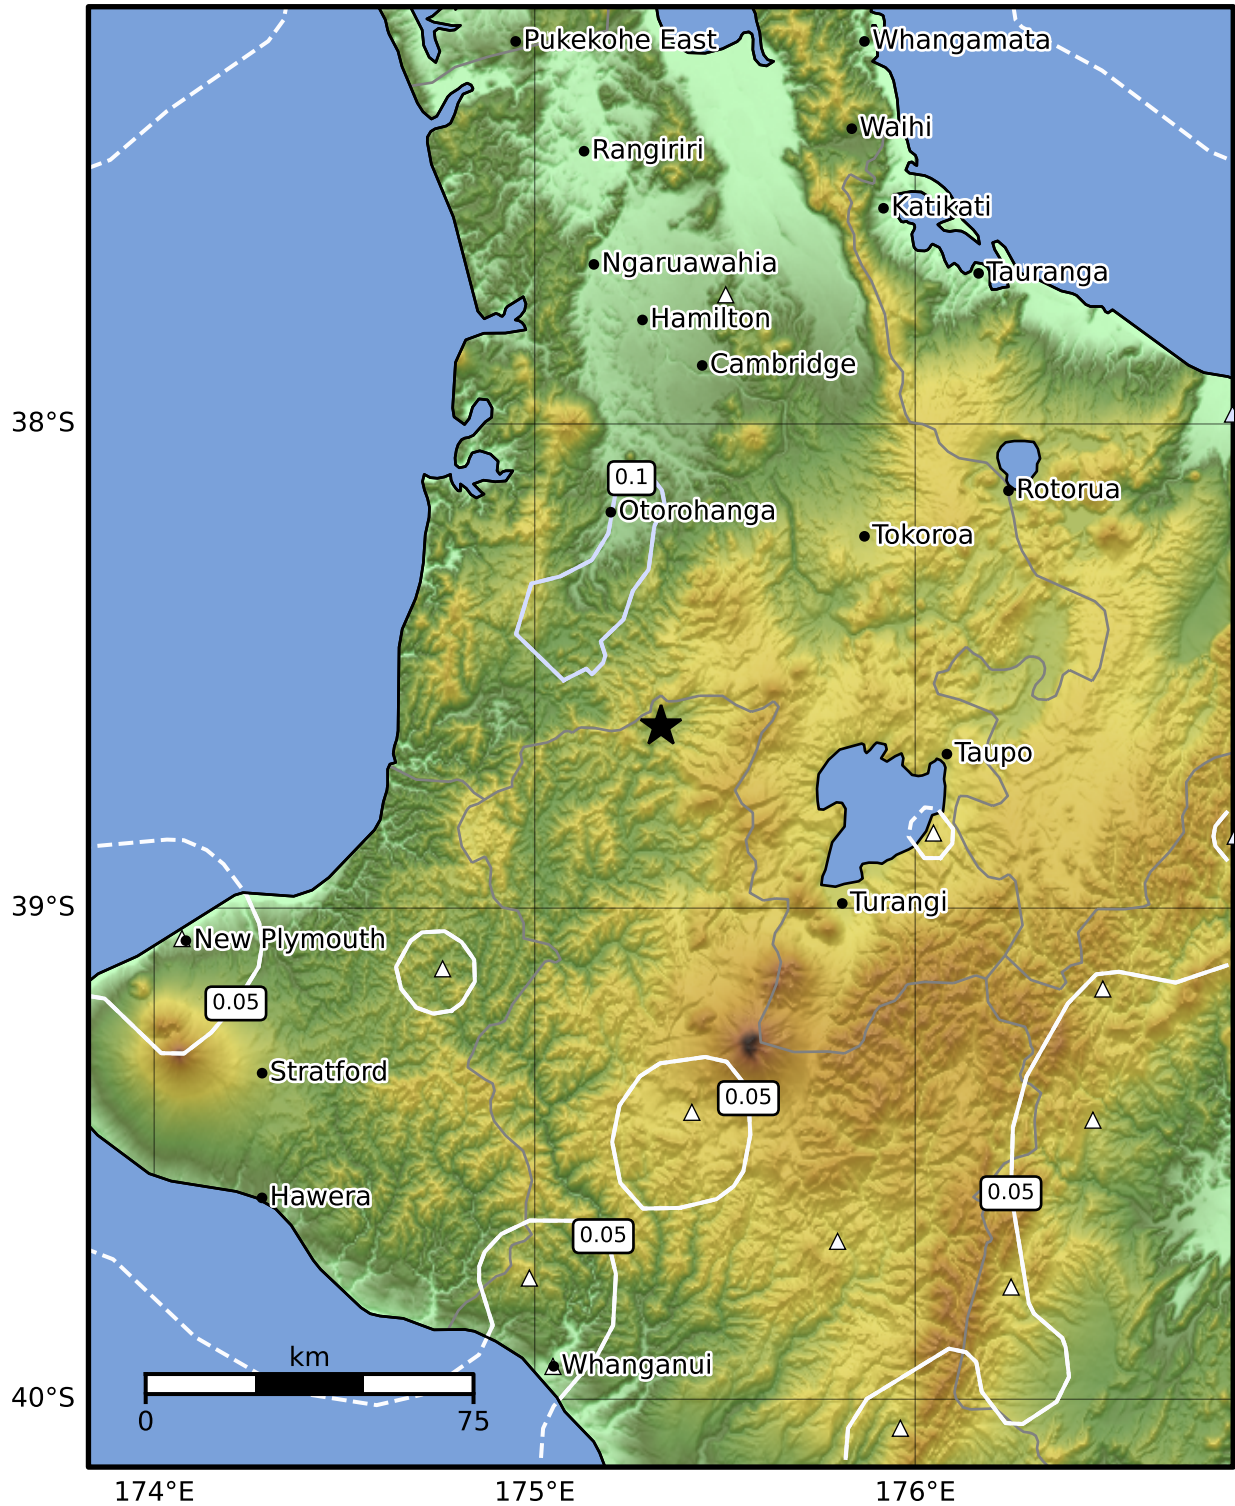 Pukekohe East
Whangamata
Waihi
Rangiriri
Katikati
Ngaruawahia
Tauranga
Hamilton
Cambridge
38°S
0.1
Rotorua
Otorohanga
Tokoroa
Taupo
39°S
Turangi
New Plymouth
0.05
Stratford
0.05
Hawera
0.05
0.05
km
Whanganui
40°S
0
75
174°E
175°E
176°E